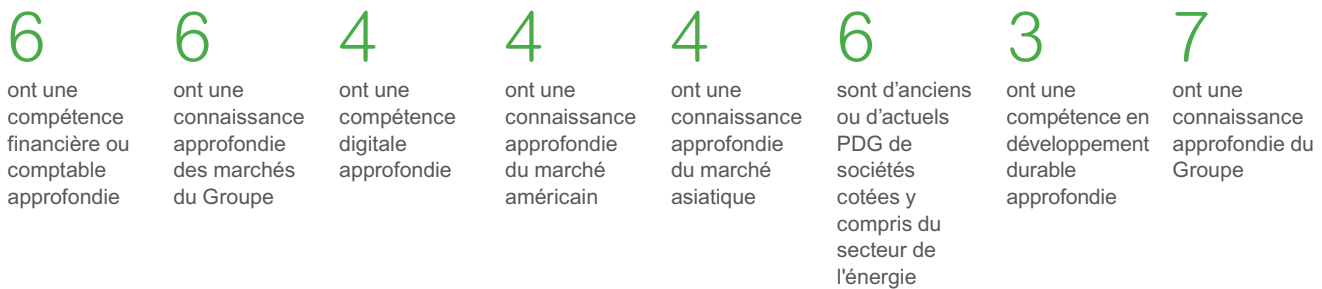 6
ont une
compétence
financière ou
comptable
approfondie
6
ont une
connaissance
approfondie
des marchés
du Groupe
4
ont une
compétence
digitale
approfondie
4
ont une
connaissance
approfondie
du marché
américain
4
ont une
connaissance
approfondie
du marché
asiatique
6
sont d’anciens
ou d’actuels
PDG de
sociétés
cotées y
compris du
secteur de
l'énergie
3
ont une
compétence en
développement
durable
approfondie
7
ont une
connaissance
approfondie du
Groupe